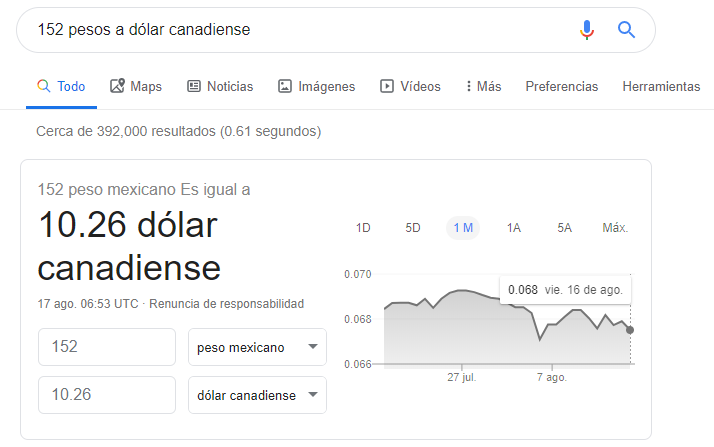 152 pesos a dólar canadiense
Todo Maps Noticias Imágenes Vídeos Más Preferencias Herramientas
Cerca de 392,000 resultados (0.61 segundos)
152 peso mexicano Es igual a
10.26 dólar
canadiense
17 ago. 06:53 UTC · Renuncia de responsabilidad
152 peso mexicano
10.26 dólar canadiense
1D 5D 1 M 1A 5A Máx.
0.070
0.068 vie. 16 de ago.
0.068
0.066
27 jul. 7 ago.